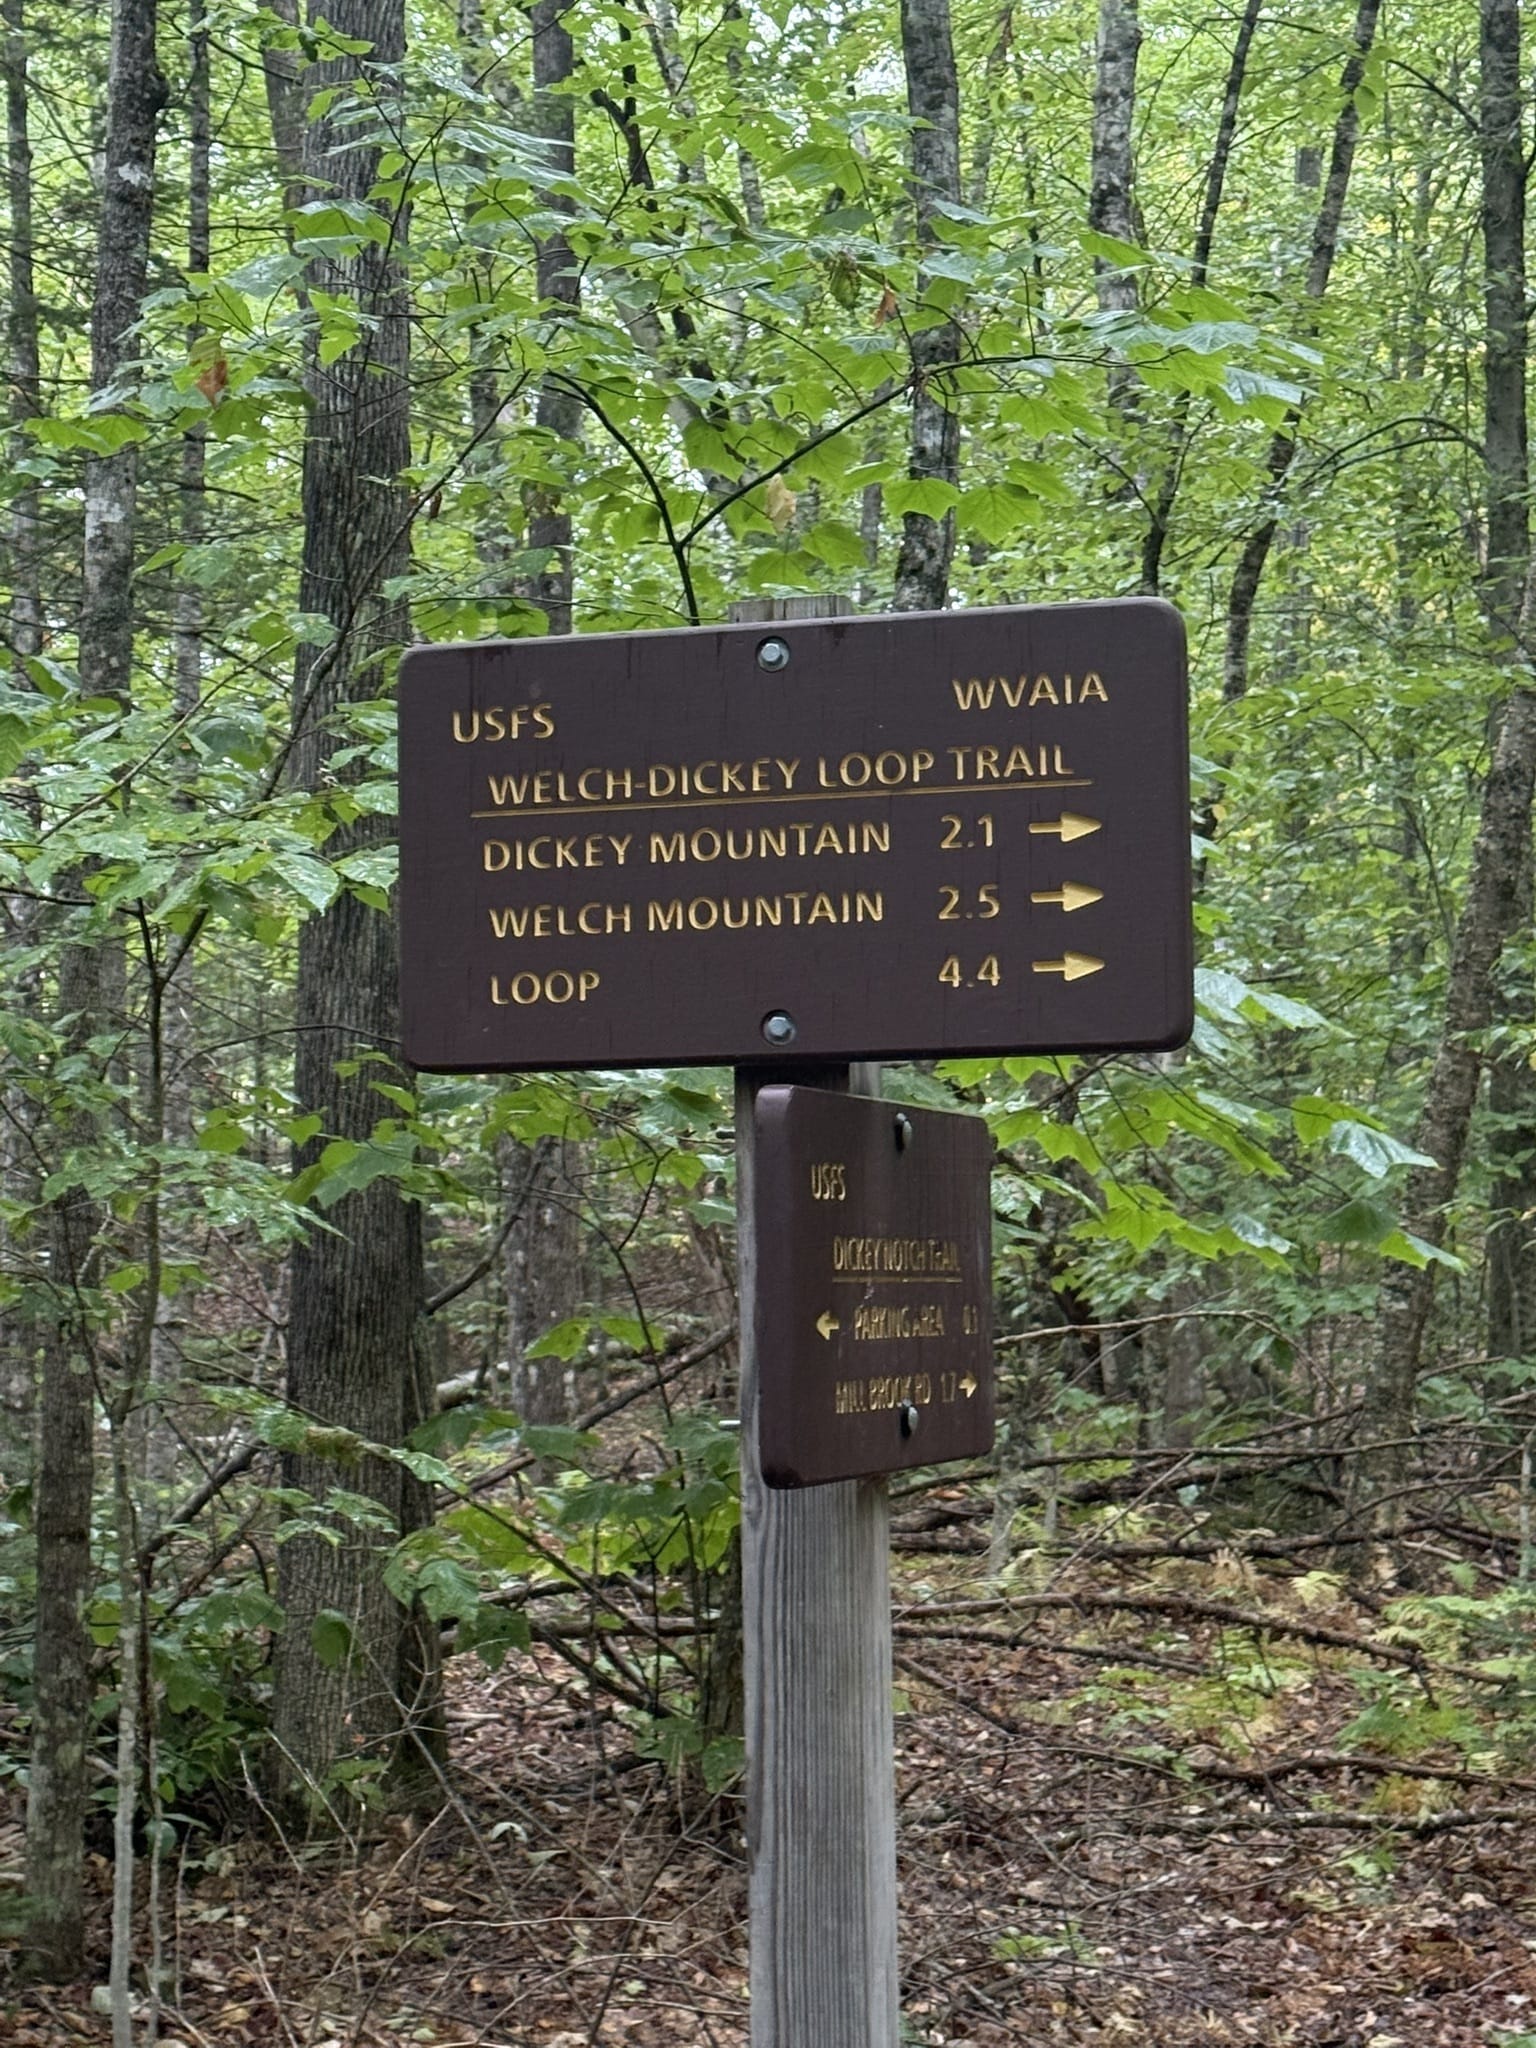 USFS WVAIA
WELCH-DICKEY LOOP TRAIL
DICKEY MOUNTAIN 2.1 →
WELCH MOUNTAIN 2.5 →
LOOP 4.4 →
USFS
DICKEY NOTCH TRAIL
← PARKING AREA 0.1
MILL BROOK RD 1.7 →